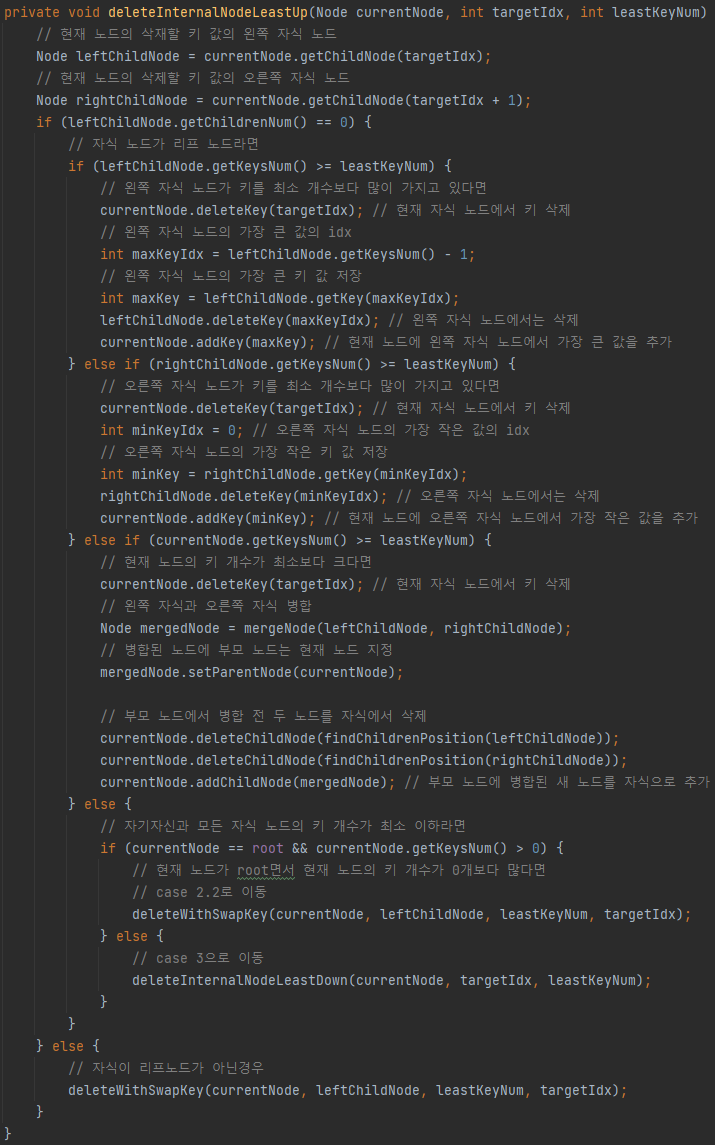 private void deleteInternalNodeLeastUp(Node currentNode, int targetIdx, int leastKeyNum)
// 현재 노드의 삭재할 키 값의 왼쪽 자식 노드
Node leftChildNode = currentNode.getChildNode(targetIdx);
// 현재 노드의 삭제할 키 값의 오른쪽 자식 노드
Node rightChildNode = currentNode.getChildNode(targetIdx + 1);
if (leftChildNode.getChildrenNum() == 0) {
// 자식 노드가 리프 노드라면
if (leftChildNode.getKeysNum() >= leastKeyNum) {
// 왼쪽 자식 노드가 키를 최소 개수보다 많이 가지고 있다면
currentNode.deleteKey(targetIdx); // 현재 자식 노드에서 키 삭제
// 왼쪽 자식 노드의 가장 큰 값의 idx
int maxKeyIdx = leftChildNode.getKeysNum() - 1;
// 왼쪽 자식 노드의 가장 큰 키 값 저장
int maxKey = leftChildNode.getKey(maxKeyIdx);
leftChildNode.deleteKey(maxKeyIdx); // 왼쪽 자식 노드에서는 삭제
currentNode.addKey(maxKey); // 현재 노드에 왼쪽 자식 노드에서 가장 큰 값을 추가
} else if (rightChildNode.getKeysNum() >= leastKeyNum) {
// 오른쪽 자식 노드가 키를 최소 개수보다 많이 가지고 있다면
currentNode.deleteKey(targetIdx); // 현재 자식 노드에서 키 삭제
int minKeyIdx = 0; // 오른쪽 자식 노드의 가장 작은 값의 idx
// 오른쪽 자식 노드의 가장 작은 키 값 저장
int minKey = rightChildNode.getKey(minKeyIdx);
rightChildNode.deleteKey(minKeyIdx); // 오른쪽 자식 노드에서는 삭제
currentNode.addKey(minKey); // 현재 노드에 오른쪽 자식 노드에서 가장 작은 값을 추가
} else if (currentNode.getKeysNum() >= leastKeyNum) {
// 현재 노드의 키 개수가 최소보다 크다면
currentNode.deleteKey(targetIdx); // 현재 자식 노드에서 키 삭제
// 왼쪽 자식과 오른쪽 자식 병합
Node mergedNode = mergeNode(leftChildNode, rightChildNode);
// 병합된 노드에 부모 노드는 현재 노드 지정
mergedNode.setParentNode(currentNode);
// 부모 노드에서 병합 전 두 노드를 자식에서 삭제
currentNode.deleteChildNode(findChildrenPosition(leftChildNode));
currentNode.deleteChildNode(findChildrenPosition(rightChildNode));
currentNode.addChildNode(mergedNode); // 부모 노드에 병합된 새 노드를 자식으로 추가
} else {
// 자기자신과 모든 자식 노드의 키 개수가 최소 이하라면
if (currentNode == root && currentNode.getKeysNum() > 0) {
// 현재 노드가 root면서 현재 노드의 키 개수가 0개보다 많다면
// case 2.2로 이동
deleteWithSwapKey(currentNode, leftChildNode, leastKeyNum, targetIdx);
} else {
// case 3으로 이동
deleteInternalNodeLeastDown(currentNode, targetIdx, leastKeyNum);
}
}
} else {
// 자식이 리프노드가 아닌경우
deleteWithSwapKey(currentNode, leftChildNode, leastKeyNum, targetIdx);
}
}